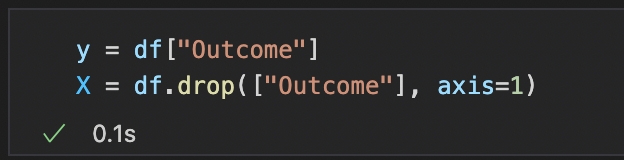 y = df["Outcome"]
X = df.drop(["Outcome"], axis=1)
0.1s